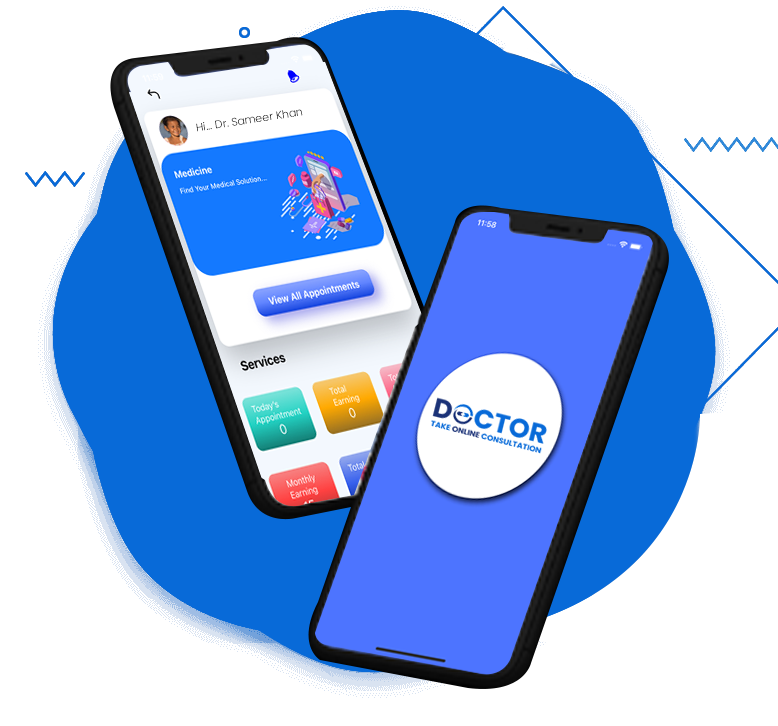 Hi... Dr. Sameer Khan
Medicine
Find Your Medical Solution...
View All Appointments
Services
Today's
Appointment
0
Total
Earning
0
Monthly
Earning
Total
11:58
DOCTOR
TAKE ONLINE CONSULTATION